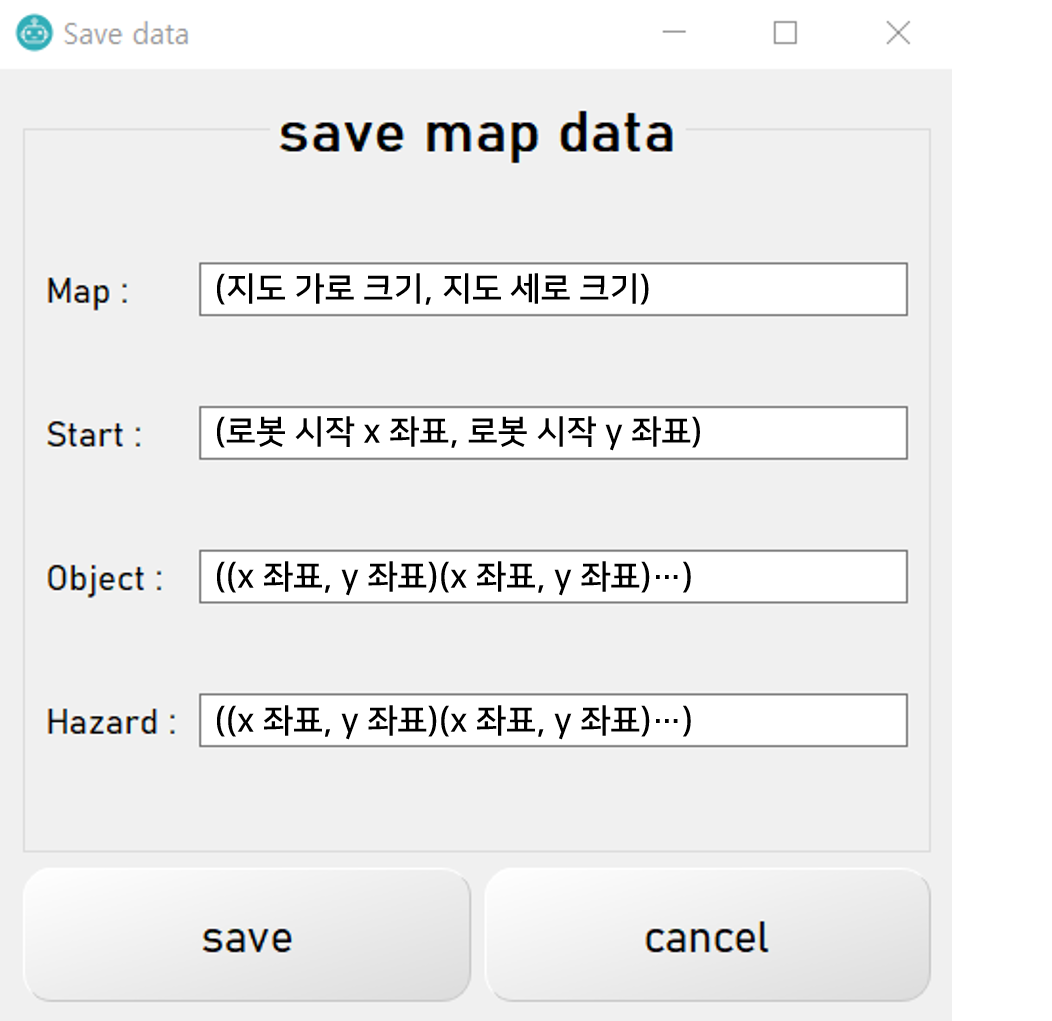 Save data
save map data
Map : (지도 가로 크기, 지도 세로 크기)
Start : (로봇 시작 x 좌표, 로봇 시작 y 좌표)
Object : ((x 좌표, y 좌표)(x 좌표, y 좌표)⋯)
Hazard : ((x 좌표, y 좌표)(x 좌표, y 좌표)⋯)
save cancel